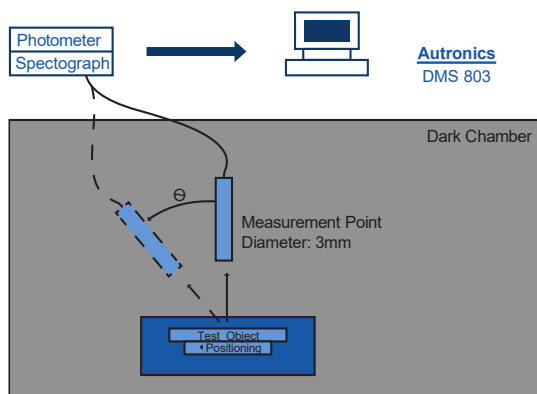 Photometer
Spectograph
Autronics
DMS 803
Dark Chamber
Θ
Measurement Point
Diameter: 3mm
Test Object
Positioning